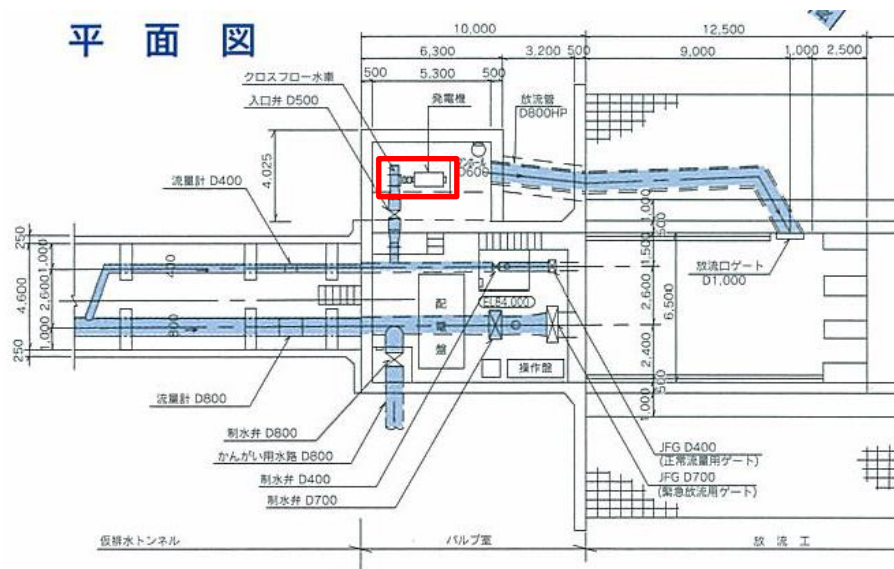 平面図
10,000
12,500
6,300
3,200
500
9,000
1,000
2,500
500
5,300
500
クロスフロー水車
入口弁 D500
発電機
放流管
D800HP
D600
4,025
流量計 D400
250
1,000
2,600
4,600
1,000
250
400
800
配
電
盤
EL84.000
操作盤
1,000
500
1,500
2,600
6,500
2,400
500
1,000
放流口ゲート
D1,000
流量計 D800
制水弁 D800
かんがい用水路 D800
制水弁 D400
制水弁 D700
JFG D400
(正常流量用ゲート)
JFG D700
(緊急放流用ゲート)
仮排水トンネル
バルブ室
放流工